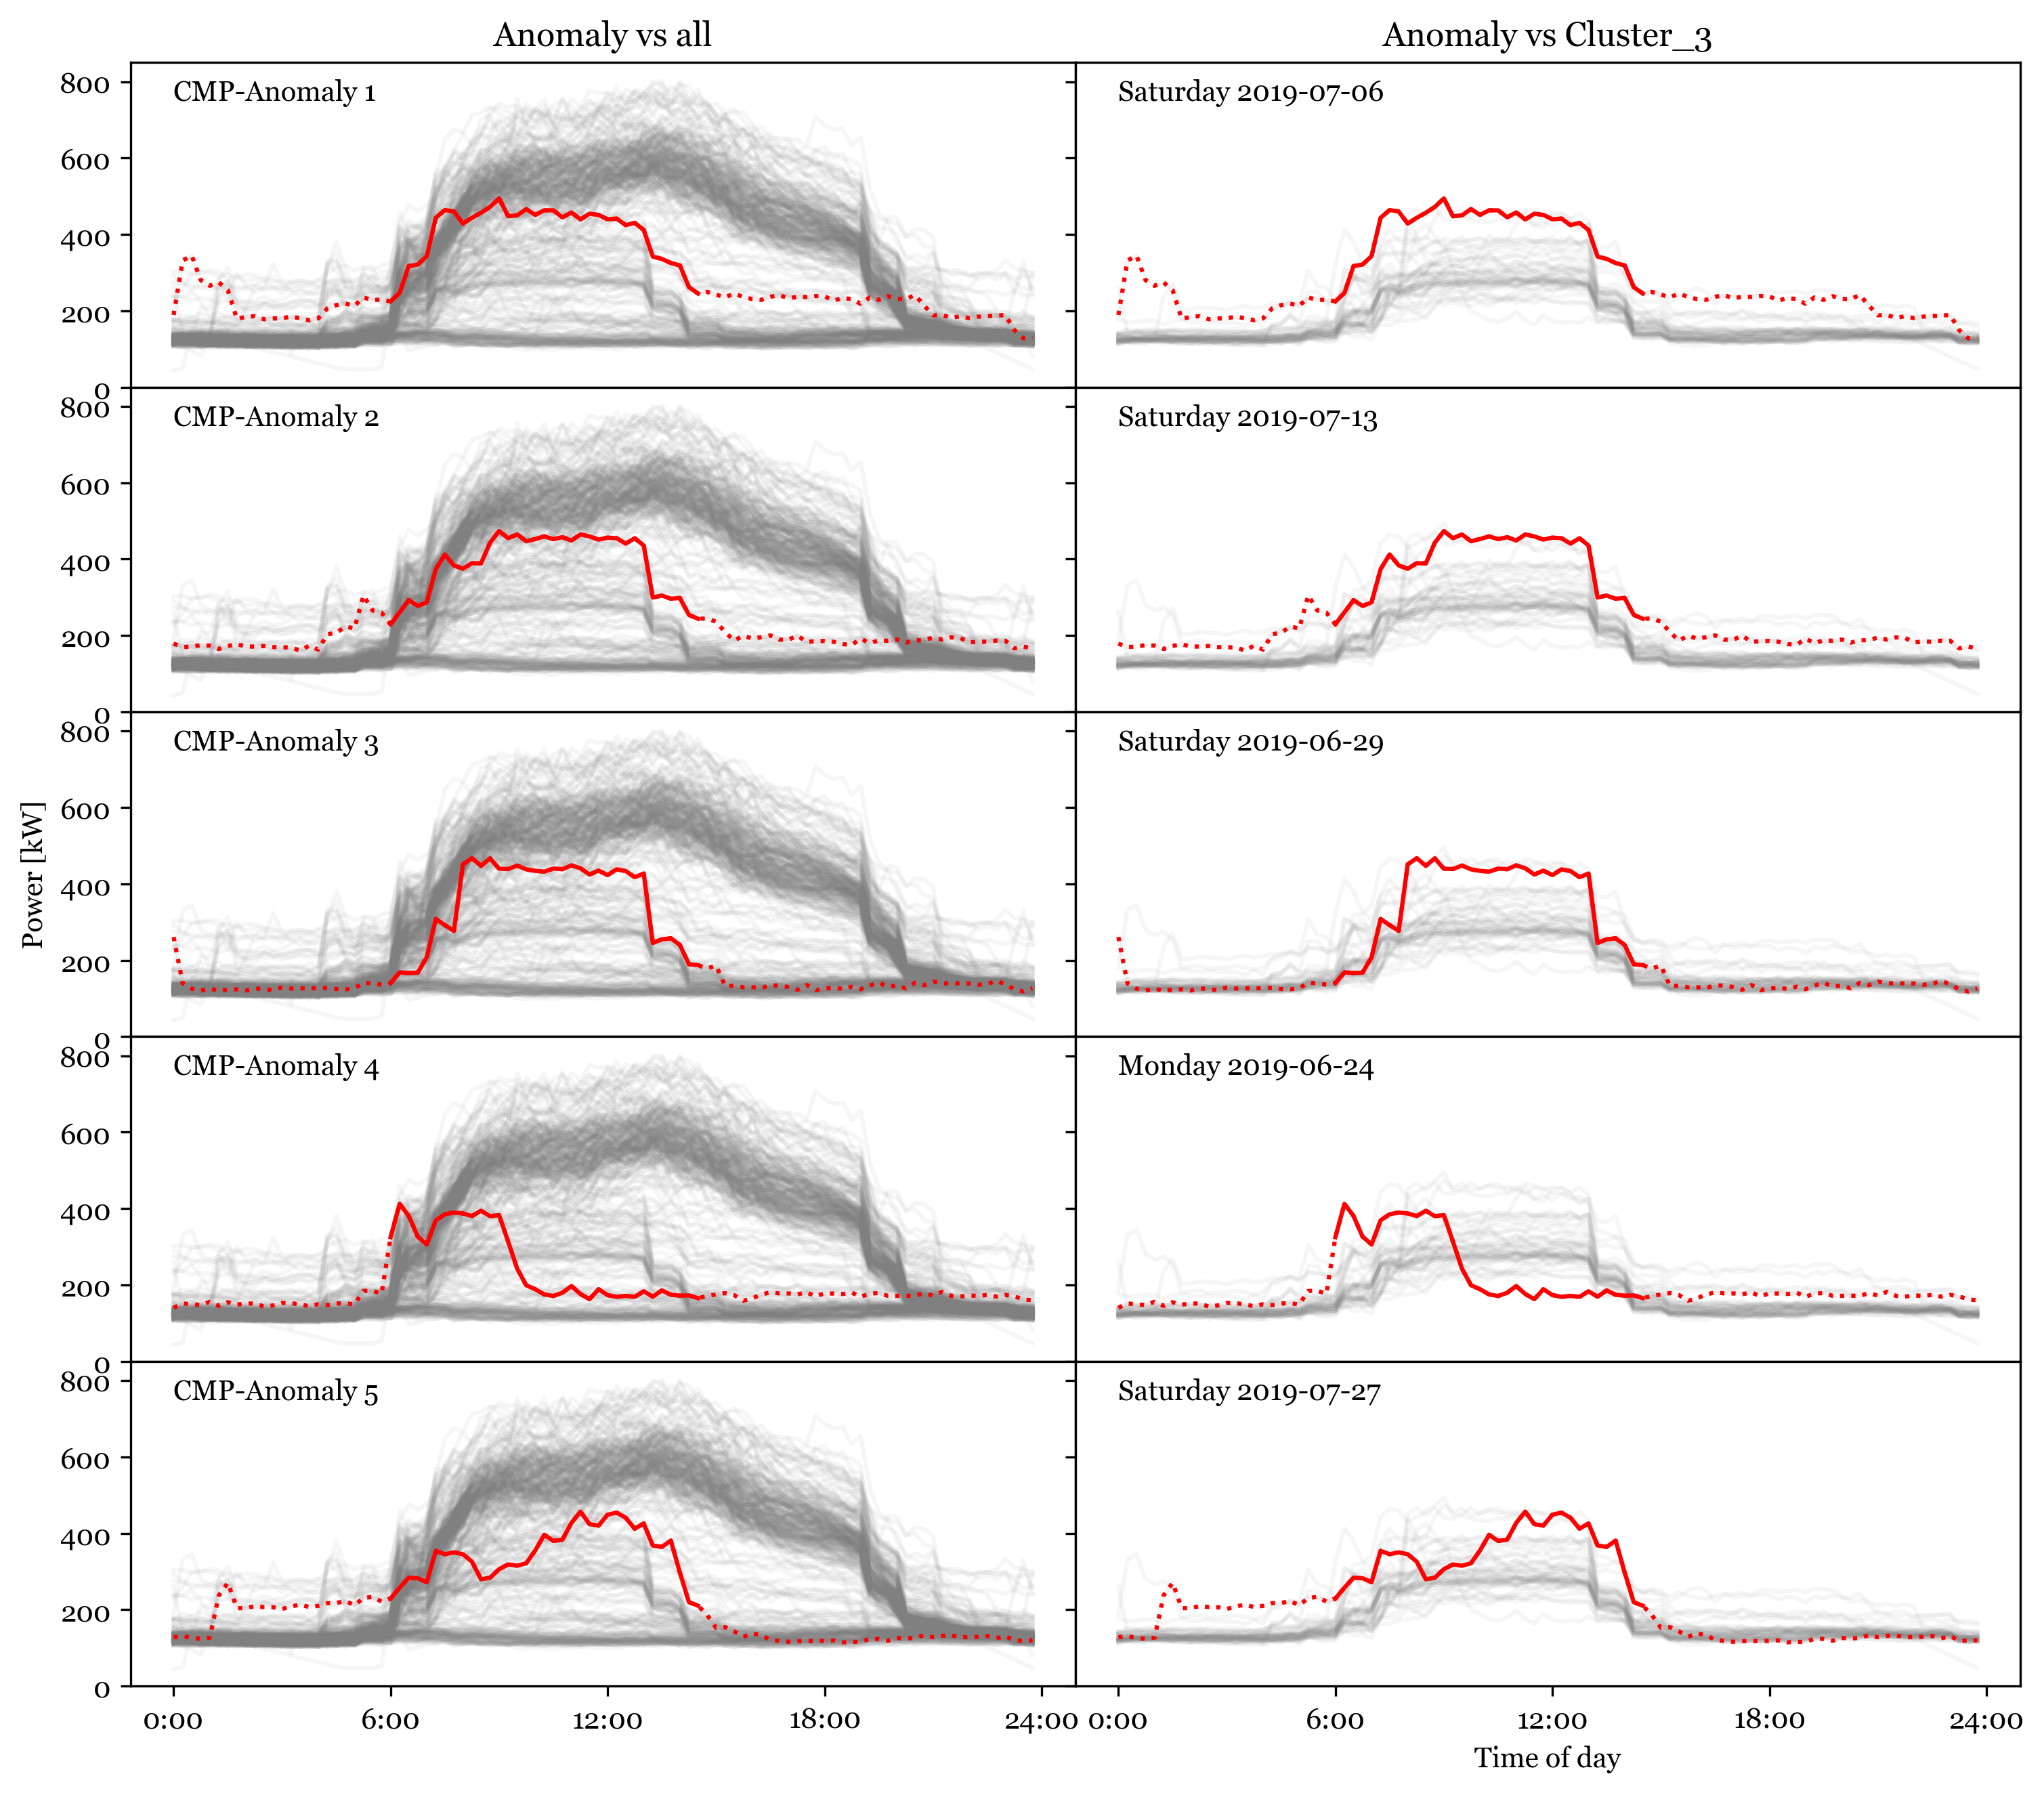 Anomaly vs all Anomaly vs Cluster_3
800 CMP-Anomaly 1 Saturday 2019-07-06
600
400
200
0
800 CMP-Anomaly 2 Saturday 2019-07-13
600
400
200
0
800 CMP-Anomaly 3 Saturday 2019-06-29
600
400
200
0
Power [kW]
800 CMP-Anomaly 4 Monday 2019-06-24
600
400
200
0
800 CMP-Anomaly 5 Saturday 2019-07-27
600
400
200
0
0:00 6:00 12:00 18:00 24:00 0:00 6:00 12:00 18:00 24:00
Time of day